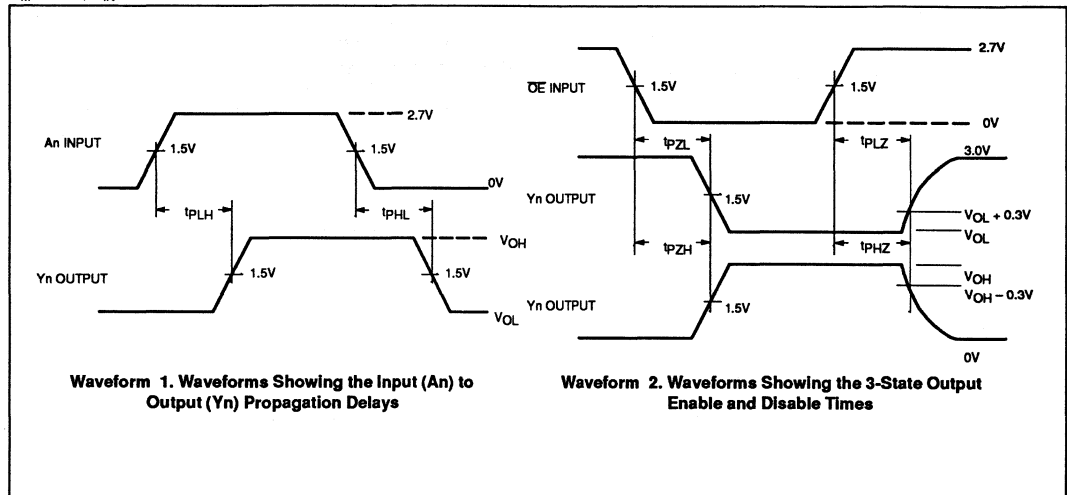 An INPUT
1.5V
1.5V
2.7V
0V
tPLH
tPHL
Yn OUTPUT
1.5V
1.5V
VOH
VOL
Waveform 1. Waveforms Showing the Input (An) to
Output (Yn) Propagation Delays
OE INPUT
1.5V
1.5V
2.7V
0V
tPZL
tPLZ
3.0V
Yn OUTPUT
1.5V
VOL + 0.3V
VOL
tPZH
tPHZ
VOH
VOH – 0.3V
Yn OUTPUT
1.5V
0V
Waveform 2. Waveforms Showing the 3-State Output
Enable and Disable Times